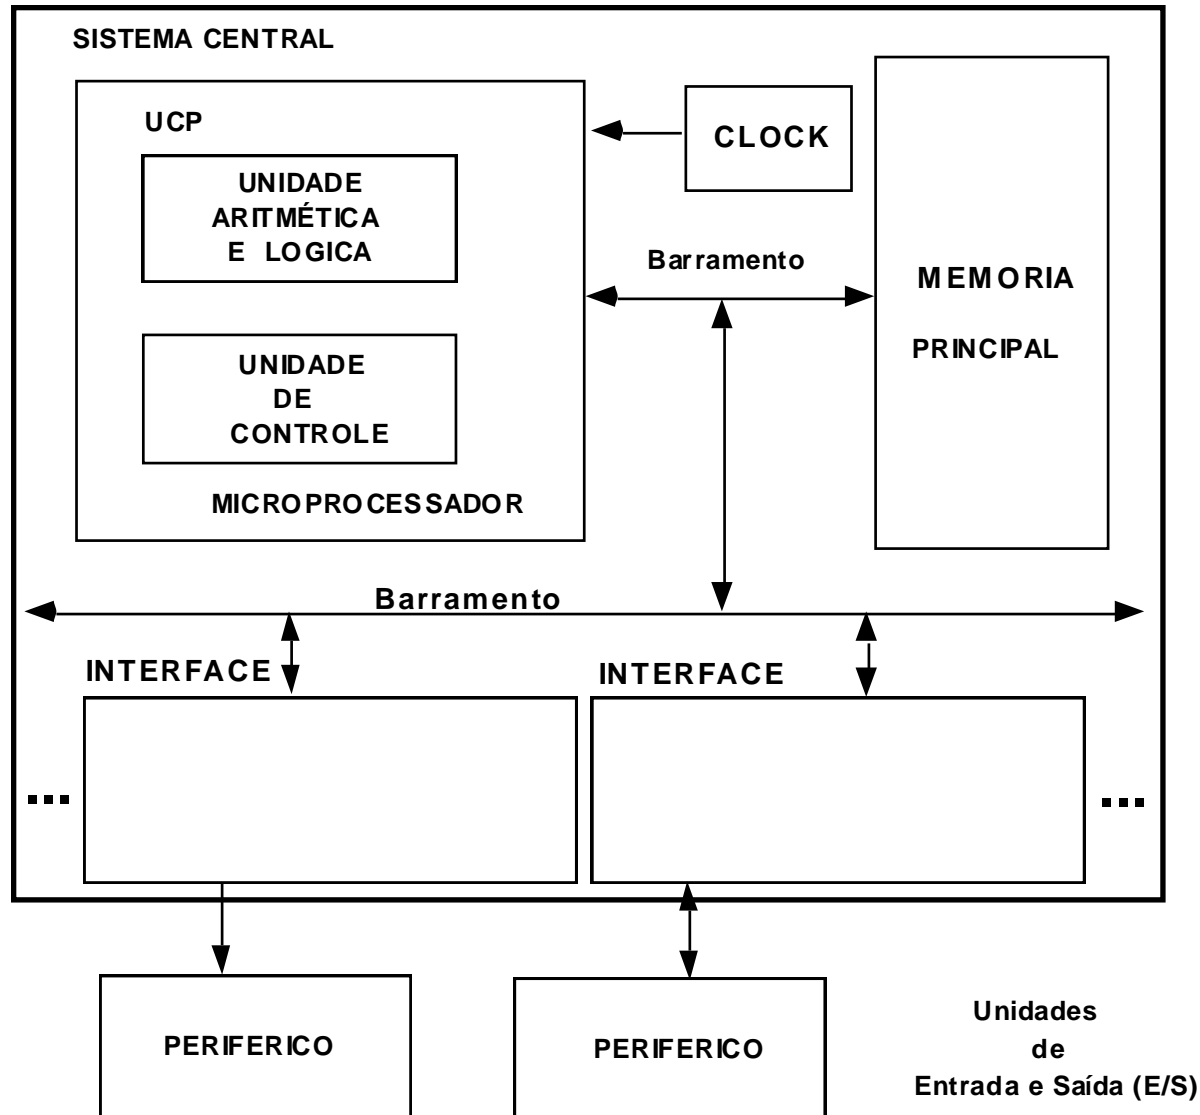 SISTEMA CENTRAL
UCP
UNIDADE
ARITMÉTICA
E LOGICA
UNIDADE
DE
CONTROLE
MICROPROCESSADOR
CLOCK
Barramento
MEMORIA
PRINCIPAL
Barramento
INTERFACE
INTERFACE
...
...
PERIFERICO
PERIFERICO
Unidades
de
Entrada e Saída (E/S)